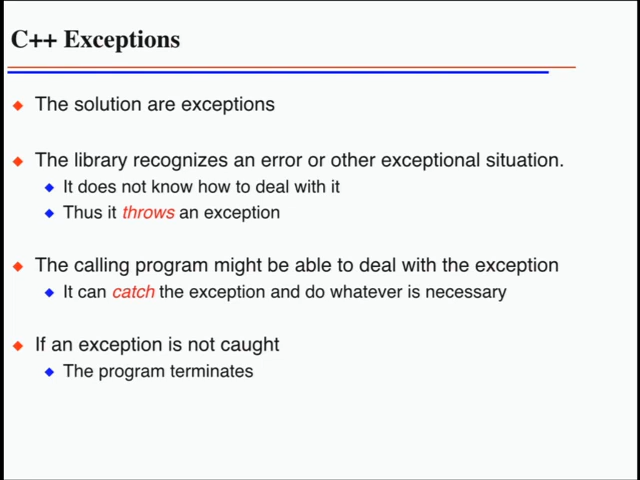 C++ Exceptions
The solution are exceptions
The library recognizes an error or other exceptional situation.
It does not know how to deal with it
Thus it throws an exception
The calling program might be able to deal with the exception
It can catch the exception and do whatever is necessary
If an exception is not caught
The program terminates